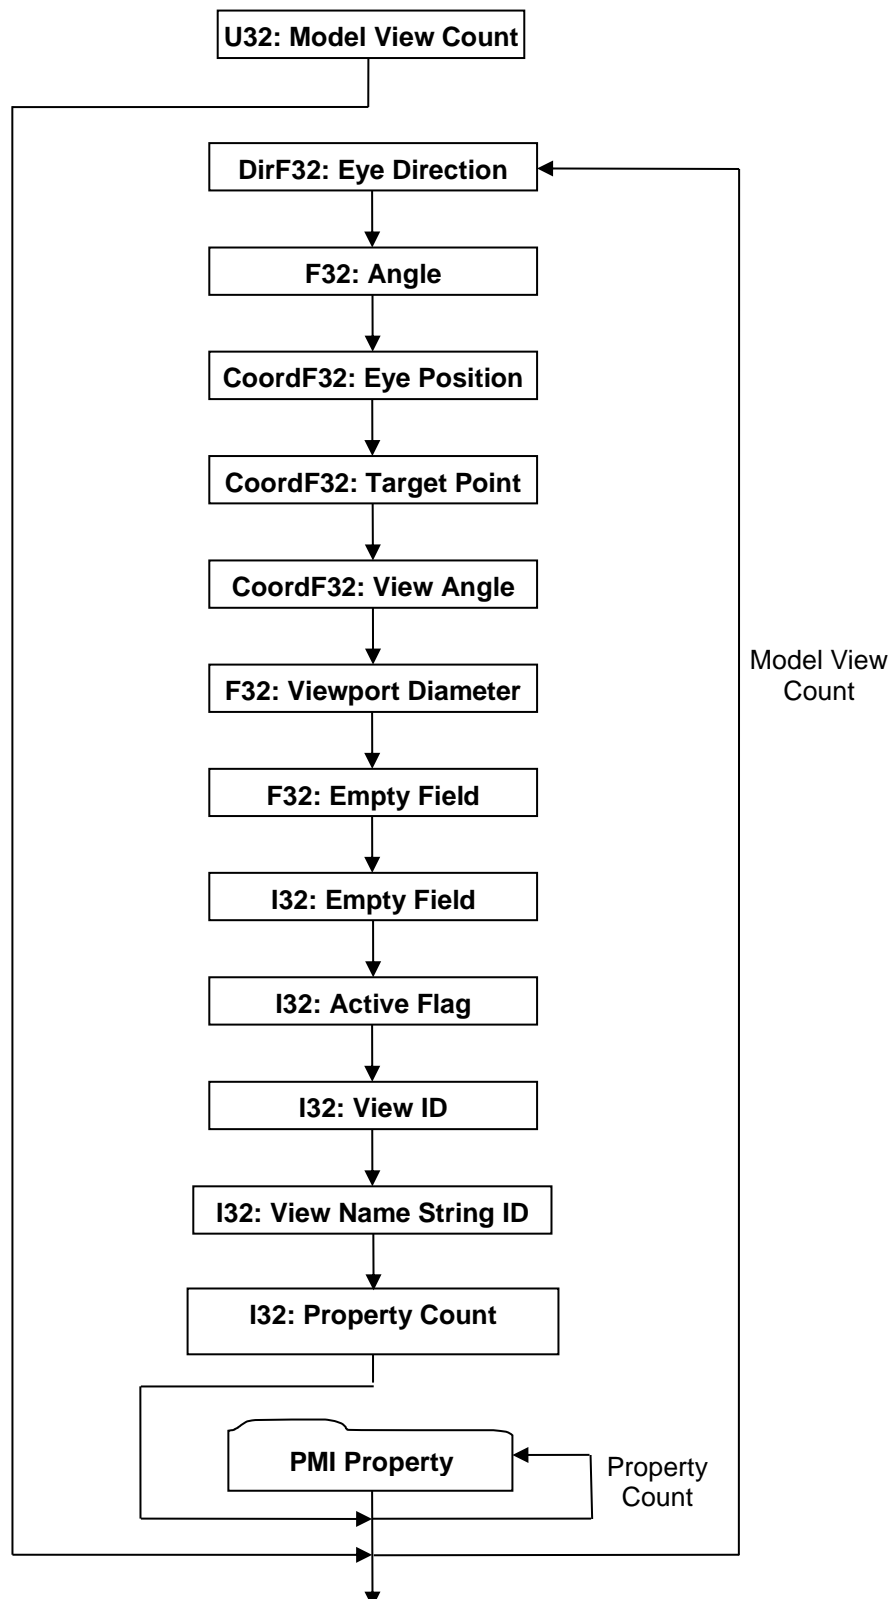 U32: Model View Count
DirF32: Eye Direction
F32: Angle
CoordF32: Eye Position
CoordF32: Target Point
CoordF32: View Angle
Model View
Count
F32: Viewport Diameter
F32: Empty Field
I32: Empty Field
I32: Active Flag
I32: View ID
I32: View Name String ID
I32: Property Count
PMI Property
Property
Count